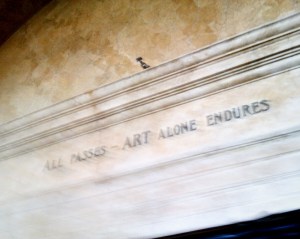 ALL PASSES – ART ALONE ENDURES